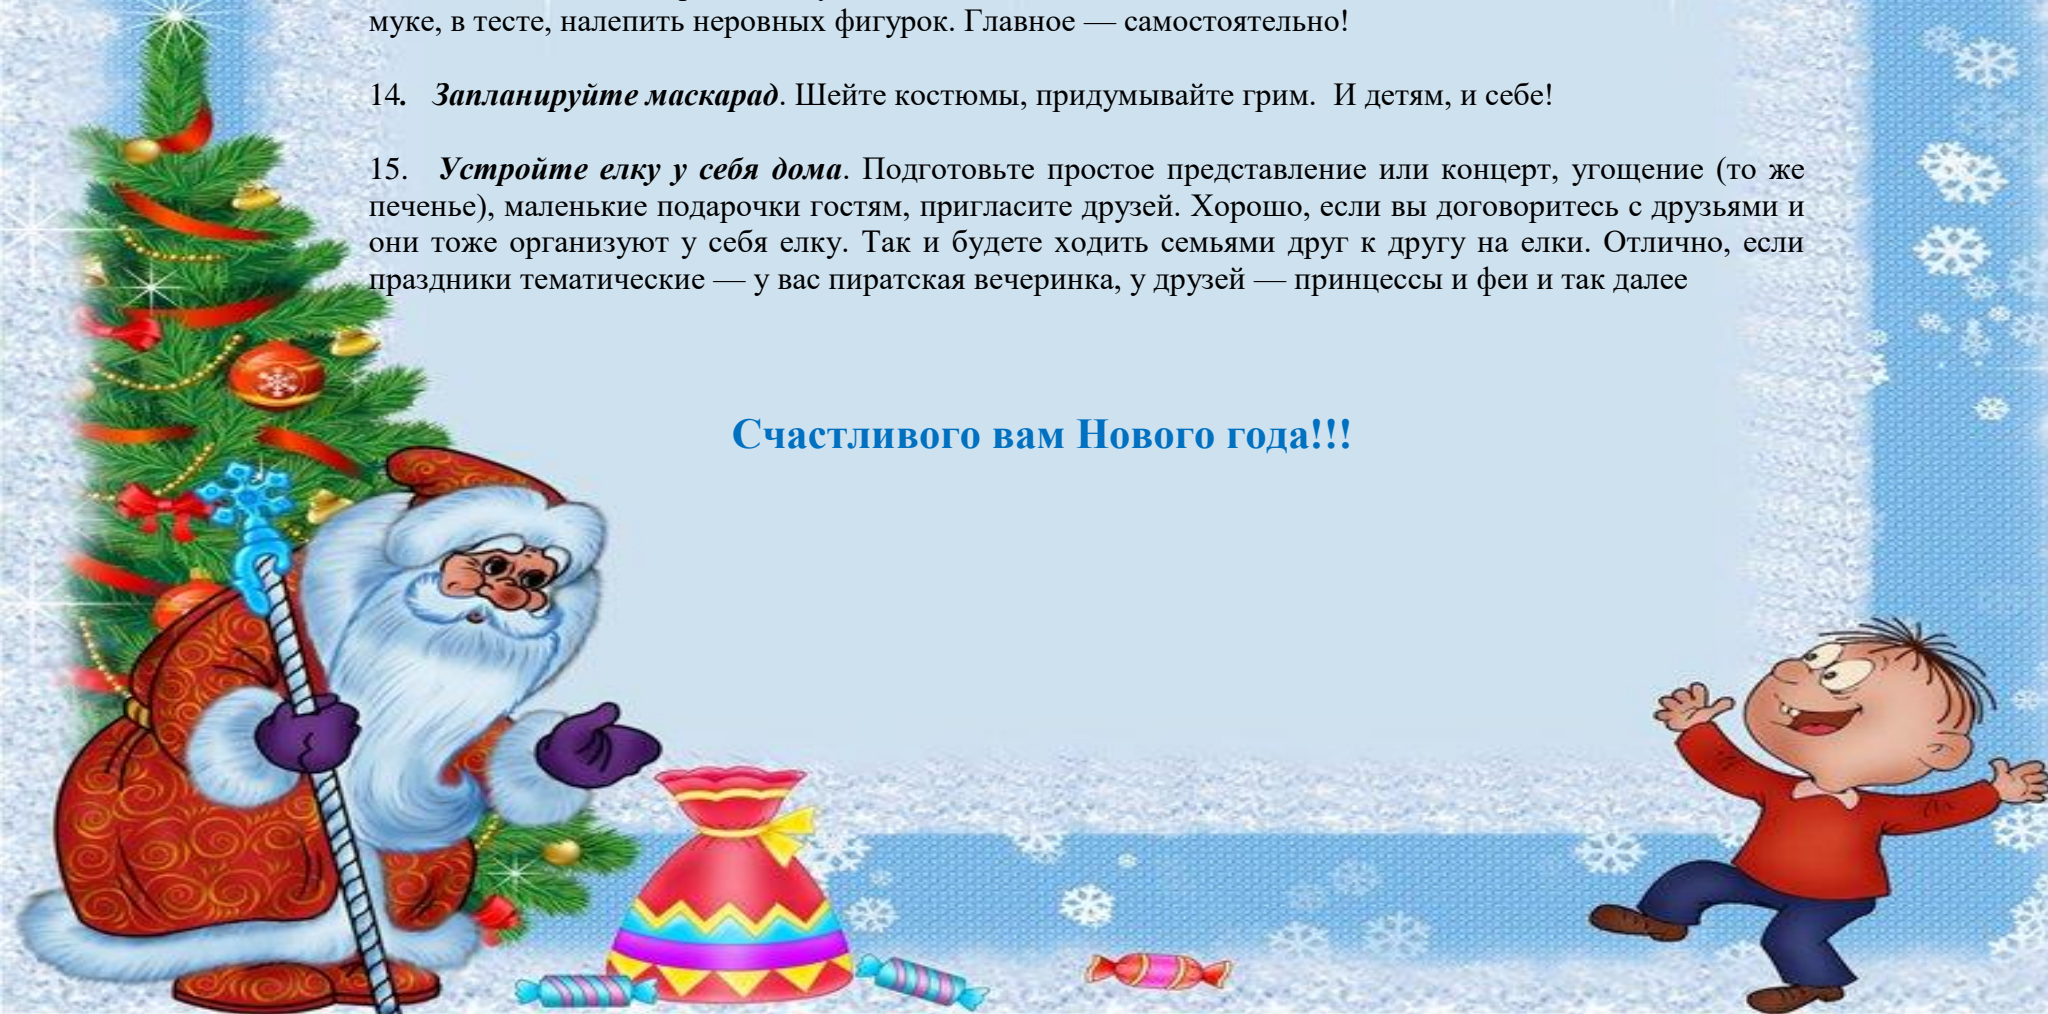 муке, в тесте, налепить неровных фигурок. Главное — самостоятельно!
14. Запланируйте маскарад. Шейте костюмы, придумывайте грим. И детям, и себе!
15. Устройте елку у себя дома. Подготовьте простое представление или концерт, угощение (то же
печенье), маленькие подарочки гостям, пригласите друзей. Хорошо, если вы договоритесь с друзьями и
они тоже организуют у себя елку. Так и будете ходить семьями друг к другу на елки. Отлично, если
праздники тематические — у вас пиратская вечеринка, у друзей — принцессы и феи и так далее
Счастливого вам Нового года!!!